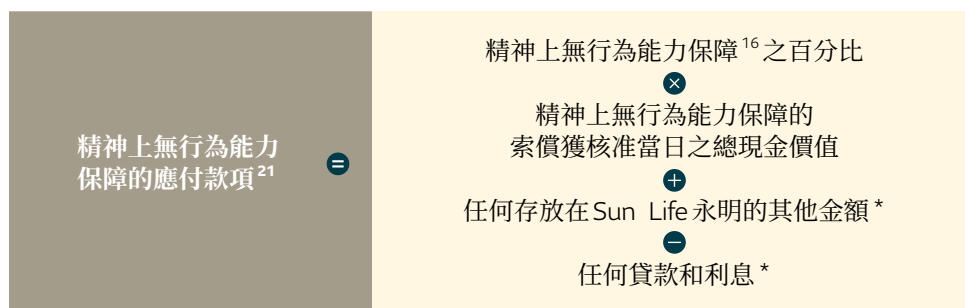 精神上無行為能力
保障的應付款項21
=
精神上無行為能力保障16之百分比
×
精神上無行為能力保障的
索償獲核准當日之總現金價值
+
任何存放在Sun Life永明的其他金額*
−
任何貸款和利息*